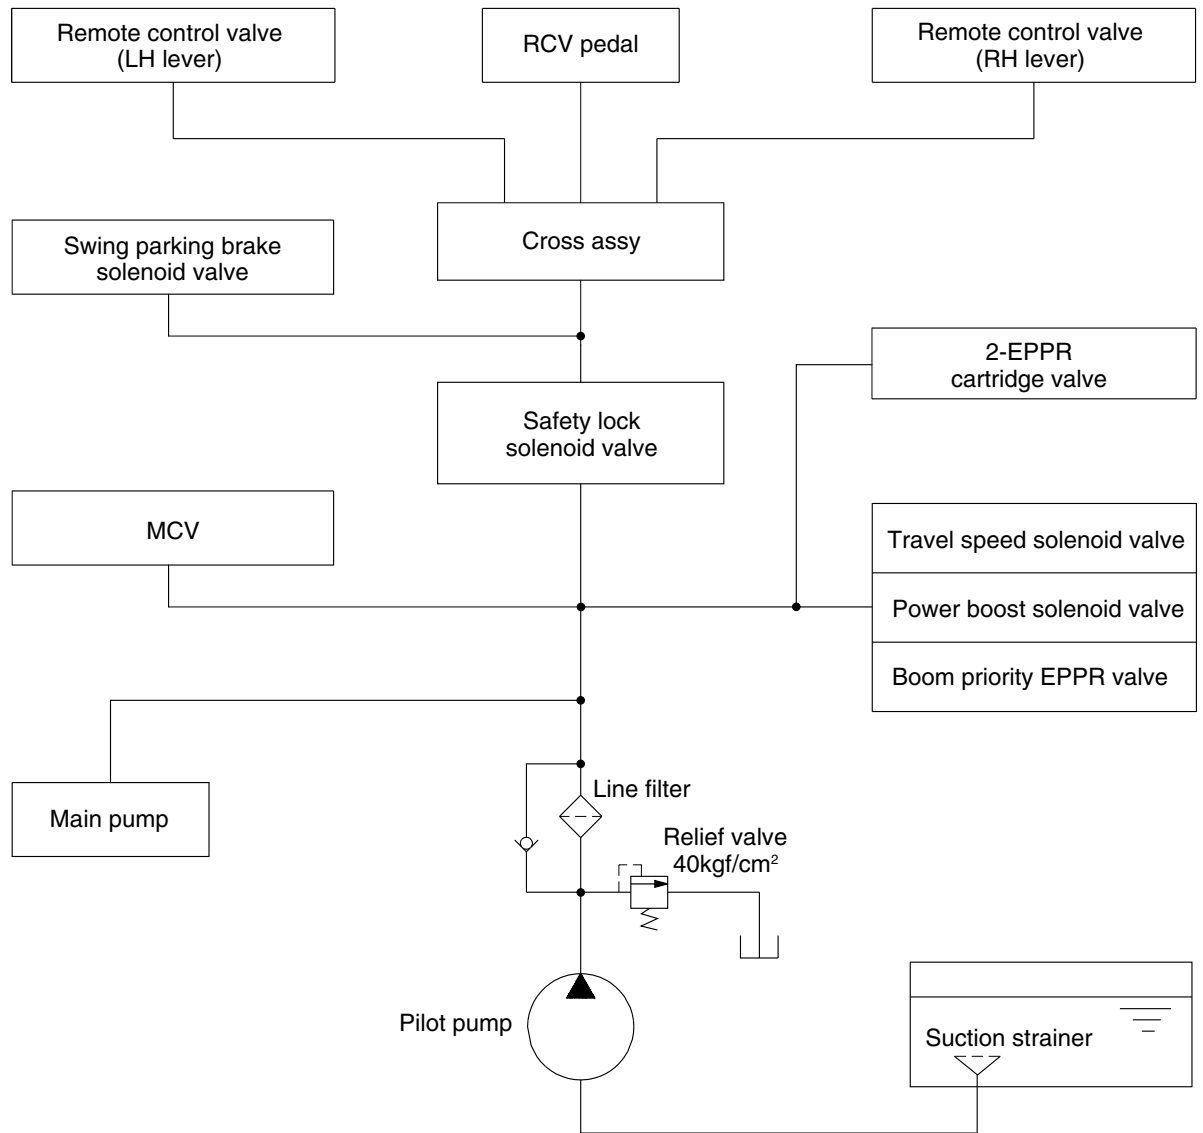 Remote control valve
(LH lever)
RCV pedal
Remote control valve
(RH lever)
Cross assy
Swing parking brake
solenoid valve
2-EPPR
cartridge valve
Safety lock
solenoid valve
MCV
Travel speed solenoid valve
Power boost solenoid valve
Boom priority EPPR valve
Line filter
Main pump
Relief valve
40kgf/cm²
Pilot pump
Suction strainer